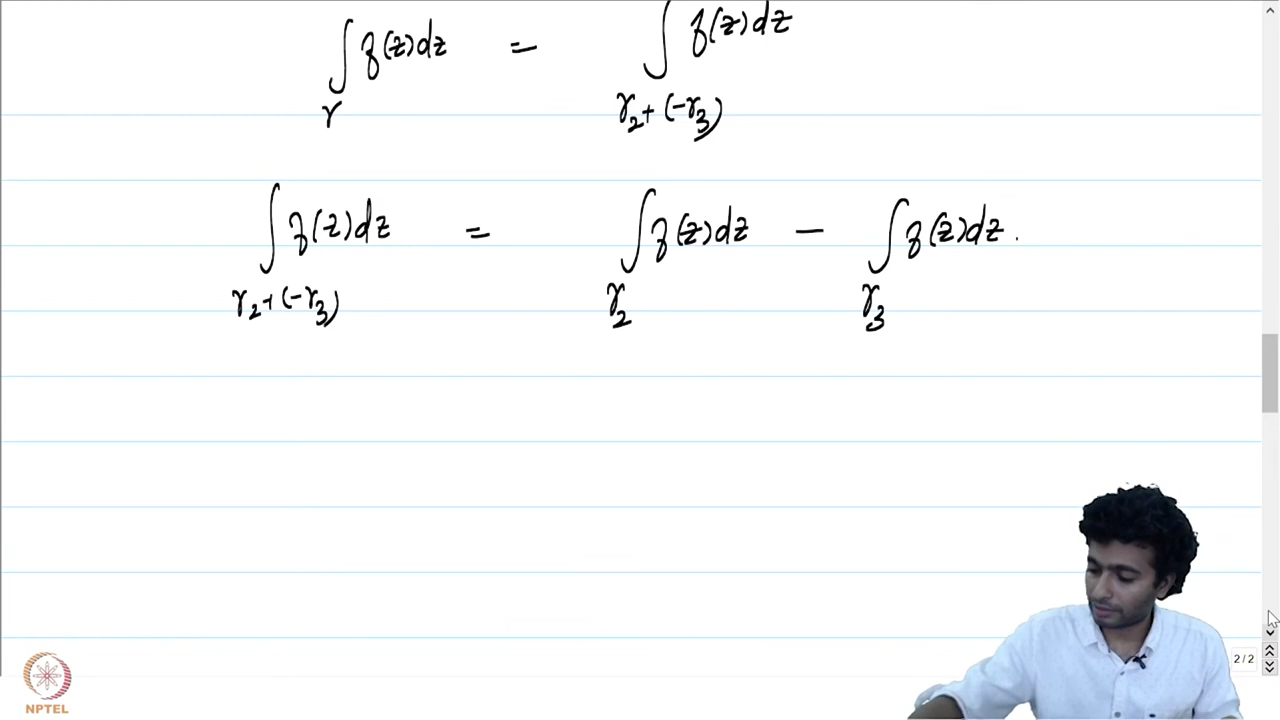 ∫_γ f(z)dz = ∫_{γ₂+(-γ₃)} f(z)dz
∫_{γ₂+(-γ₃)} f(z)dz = ∫_{γ₂} f(z)dz − ∫_{γ₃} f(z)dz.
2 / 2
NPTEL